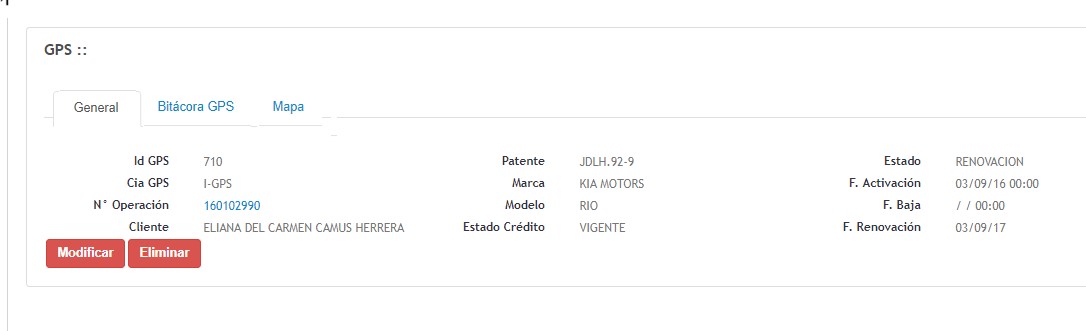 GPS ::
General Bitácora GPS Mapa
Id GPS 710 Patente JDLH.92-9 Estado RENOVACION
Cia GPS I-GPS Marca KIA MOTORS F. Activación 03/09/16 00:00
N° Operación 160102990 Modelo RIO F. Baja / / 00:00
Cliente ELIANA DEL CARMEN CAMUS HERRERA Estado Crédito VIGENTE F. Renovación 03/09/17
Modificar Eliminar